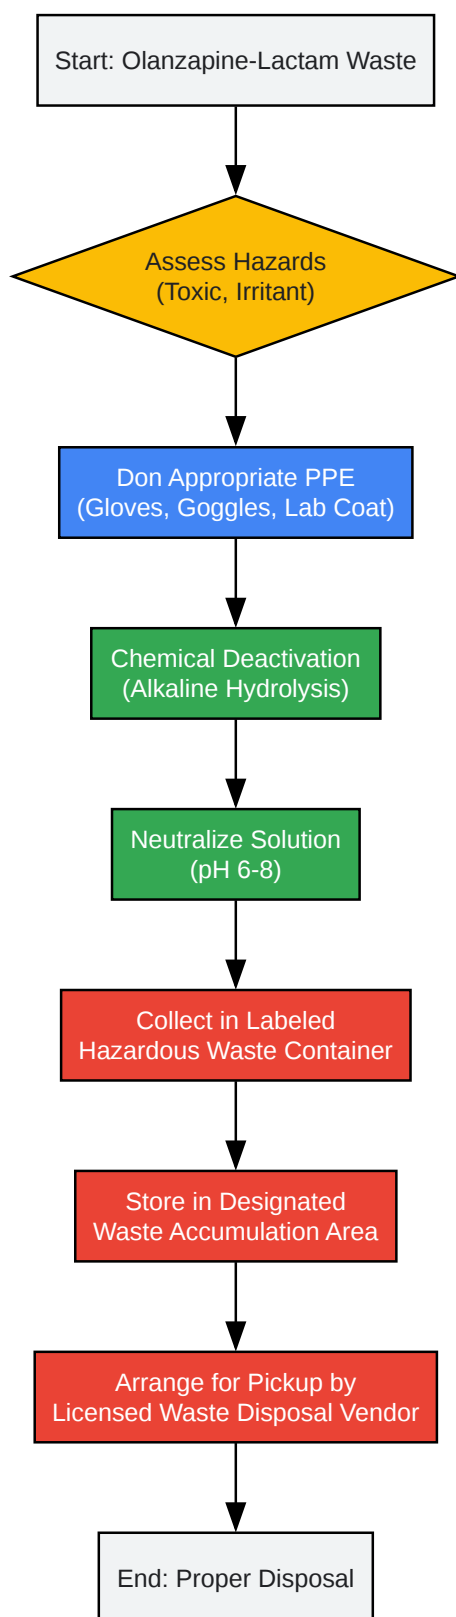 Start: Olanzapine-Lactam Waste
Assess Hazards
(Toxic, Irritant)
Don Appropriate PPE
(Gloves, Goggles, Lab Coat)
Chemical Deactivation
(Alkaline Hydrolysis)
Neutralize Solution
(pH 6-8)
Collect in Labeled
Hazardous Waste Container
Store in Designated
Waste Accumulation Area
Arrange for Pickup by
Licensed Waste Disposal Vendor
End: Proper Disposal